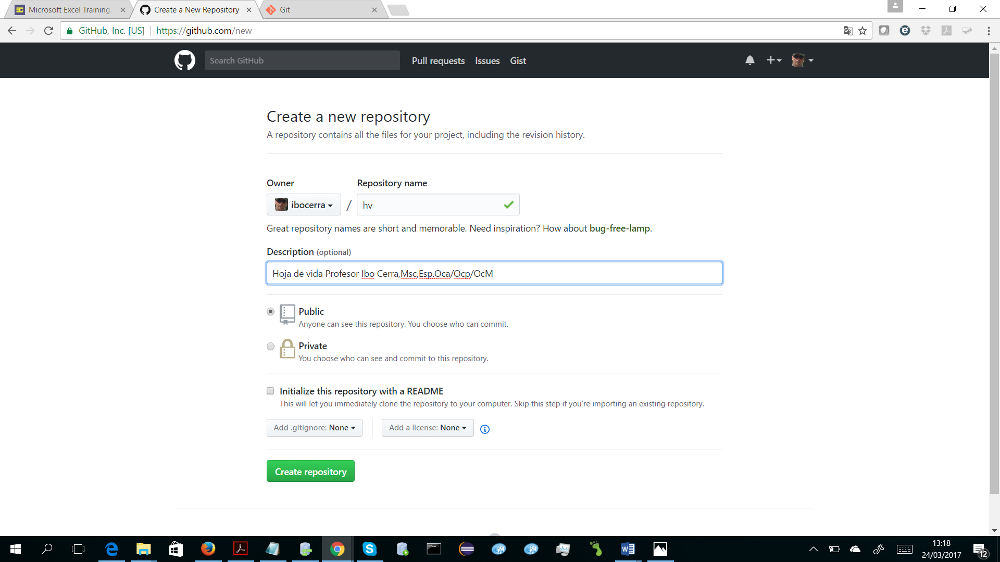 Microsoft Excel Training.
Create a New Repository
Git
GitHub, Inc. [US]
https://github.com/new
Search GitHub
Pull requests
Issues
Gist
Create a new repository
A repository contains all the files for your project, including the revision history.
Owner
Repository name
ibocerra
/
hv
Great repository names are short and memorable. Need inspiration? How about bug-free-lamp.
Description (optional)
Hoja de vida Profesor Ibo Cerra,Msc,Esp.Oca/Ocp/OcM
Public
Anyone can see this repository. You choose who can commit.
Private
You choose who can see and commit to this repository.
Initialize this repository with a README
This will let you immediately clone the repository to your computer. Skip this step if you're importing an existing repository.
Add .gitignore: None
Add a license: None
Create repository
13:18
24/03/2017
12